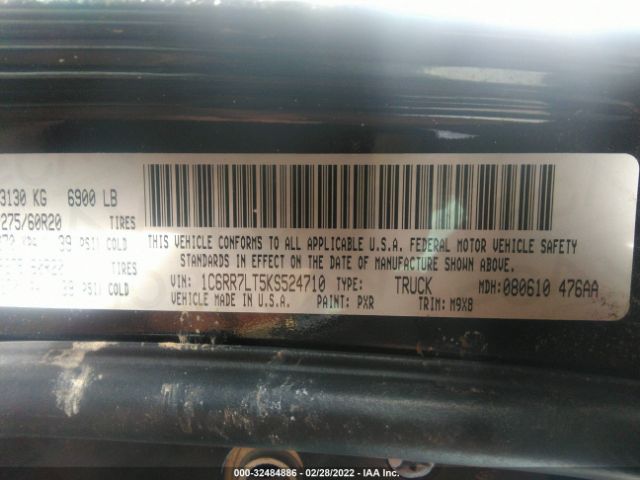 3130 KG 6900 LB
275/60R20 TIRES
39 PSI) COLD
TIRES
39 PSI) COLD
THIS VEHICLE CONFORMS TO ALL APPLICABLE U.S.A. FEDERAL MOTOR VEHICLE SAFETY
STANDARDS IN EFFECT ON THE DATE OF MANUFACTURE SHOWN ABOVE.
VIN: 1C6RR7LT5KS524710 TYPE: TRUCK MDH: 080610 476AA
VEHICLE MADE IN U.S.A. PAINT: PXR TRIM: M9X8
000-32484886 - 02/28/2022 - IAA Inc.